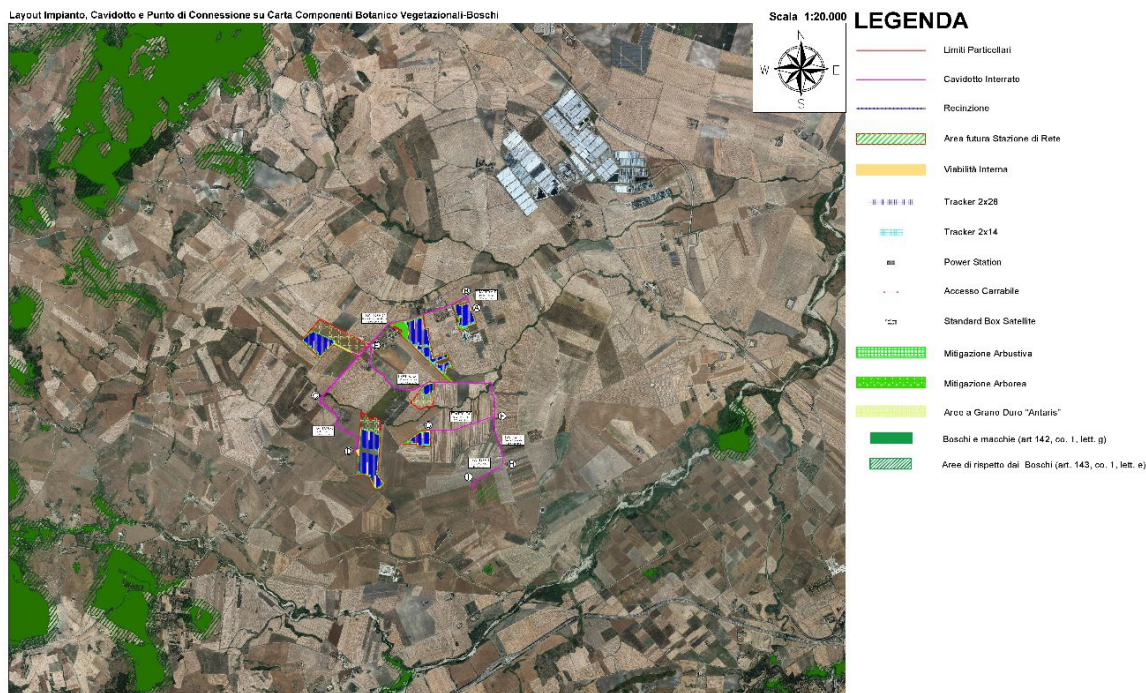 Layout Impianto, Cavidotto e Punto di Connessione su Carta Componenti Botanico Vegetazionali-Boschi
Scala 1:20.000
LEGENDA
N
W E
S
Limiti Particellari
Cavidotto Interrato
Recinzione
Area futura Stazione di Rete
Viabilità Interna
Tracker 2x28
Tracker 2x14
Power Station
Accesso Carrabile
Standard Box Satellite
Mitigazione Arbustiva
Mitigazione Arborea
Aree a Grano Duro "Antaris"
Boschi e macchie (art 142, co. 1, lett. g)
Aree di rispetto dai Boschi (art. 143, co. 1, lett. e)